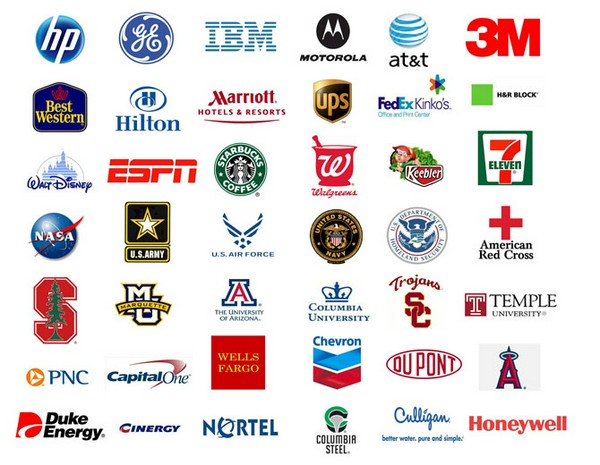 hp
GE
IBM
MOTOROLA
at&t
3M
Best
Western
Hilton
Marriott
HOTELS & RESORTS
ups
FedEx Kinko's
Office and Print Center
H&R BLOCK
WALT DISNEY
ESPN
STARBUCKS
COFFEE
W
Walgreens
Keebler
7
ELEVEN
NASA
U.S.ARMY
U.S. AIR FORCE
UNITED STATES
NAVY
U.S. DEPARTMENT OF
HOMELAND SECURITY
American
Red Cross
S
MU
MARQUETTE
A
THE UNIVERSITY
OF ARIZONA.
COLUMBIA
UNIVERSITY
Trojans
SC
T
TEMPLE
UNIVERSITY®
PNC
CapitalOne
WELLS
FARGO
Chevron
DU PONT
A
Duke
Energy®
CINERGY
NORTEL
COLUMBIA
STEEL
Culligan
better water. pure and simple.
Honeywell